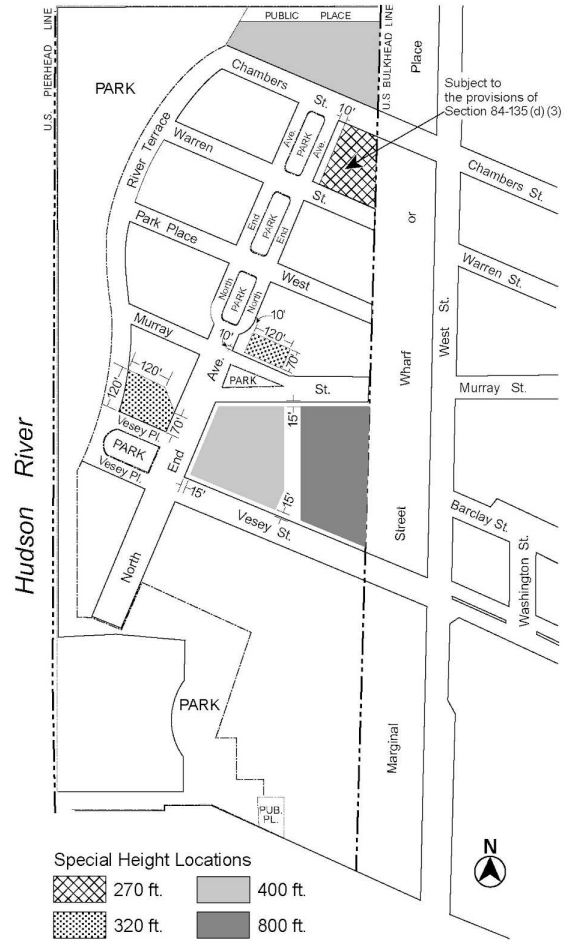 U.S. PIERHEAD LINE
PUBLIC PLACE
U.S BULKHEAD LINE
Place
PARK
Chambers St.
10'
Subject to
the provisions of
Section 84-135 (d) (3)
River Terrace
Warren St.
Ave.
PARK
Ave.
Chambers St.
Park Place
End
PARK
End
or
Warren St.
West
North
PARK
North
West St.
10'
120'
70'
Murray St.
10'
Ave.
PARK
Wharf
Murray St.
120'
120'
70'
Vesey Pl.
PARK
Vesey Pl.
15'
End
15'
15'
Vesey St.
Street
Barclay St.
Washington St.
Hudson River
North
PARK
Marginal
PUB.
PL.
Special Height Locations
270 ft.
400 ft.
320 ft.
800 ft.
N